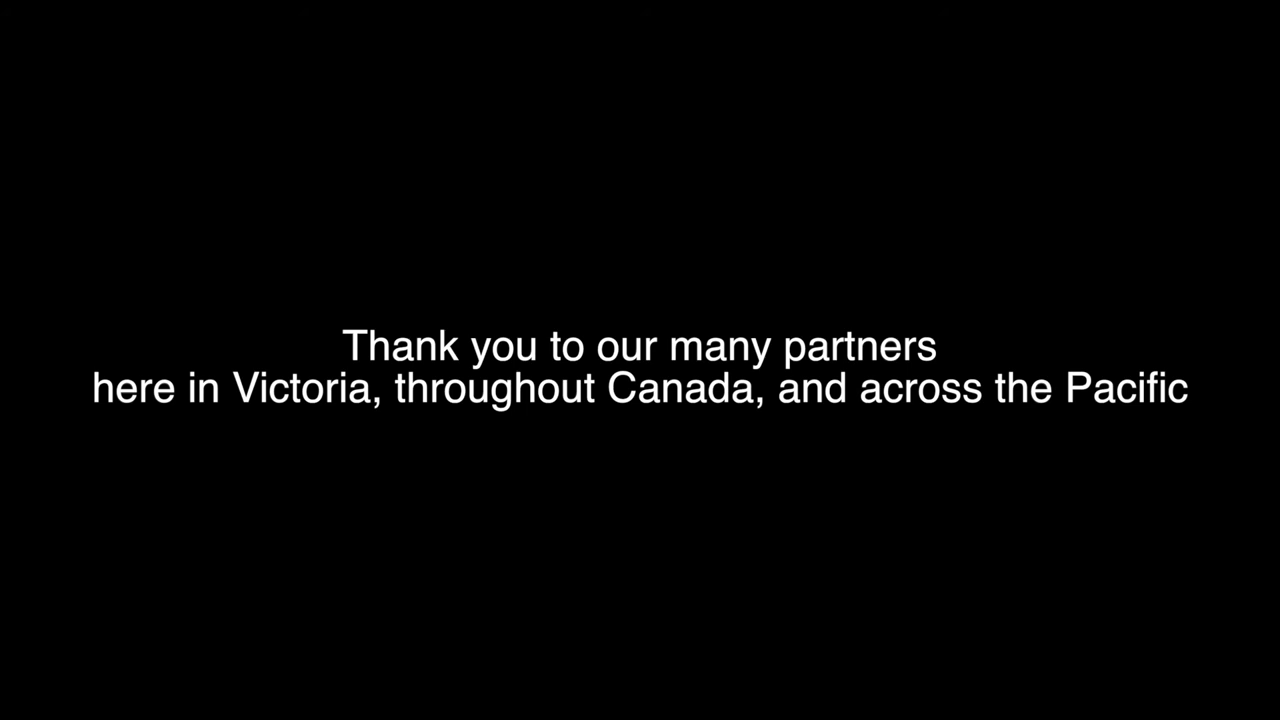 Thank you to our many partners
here in Victoria, throughout Canada, and across the Pacific